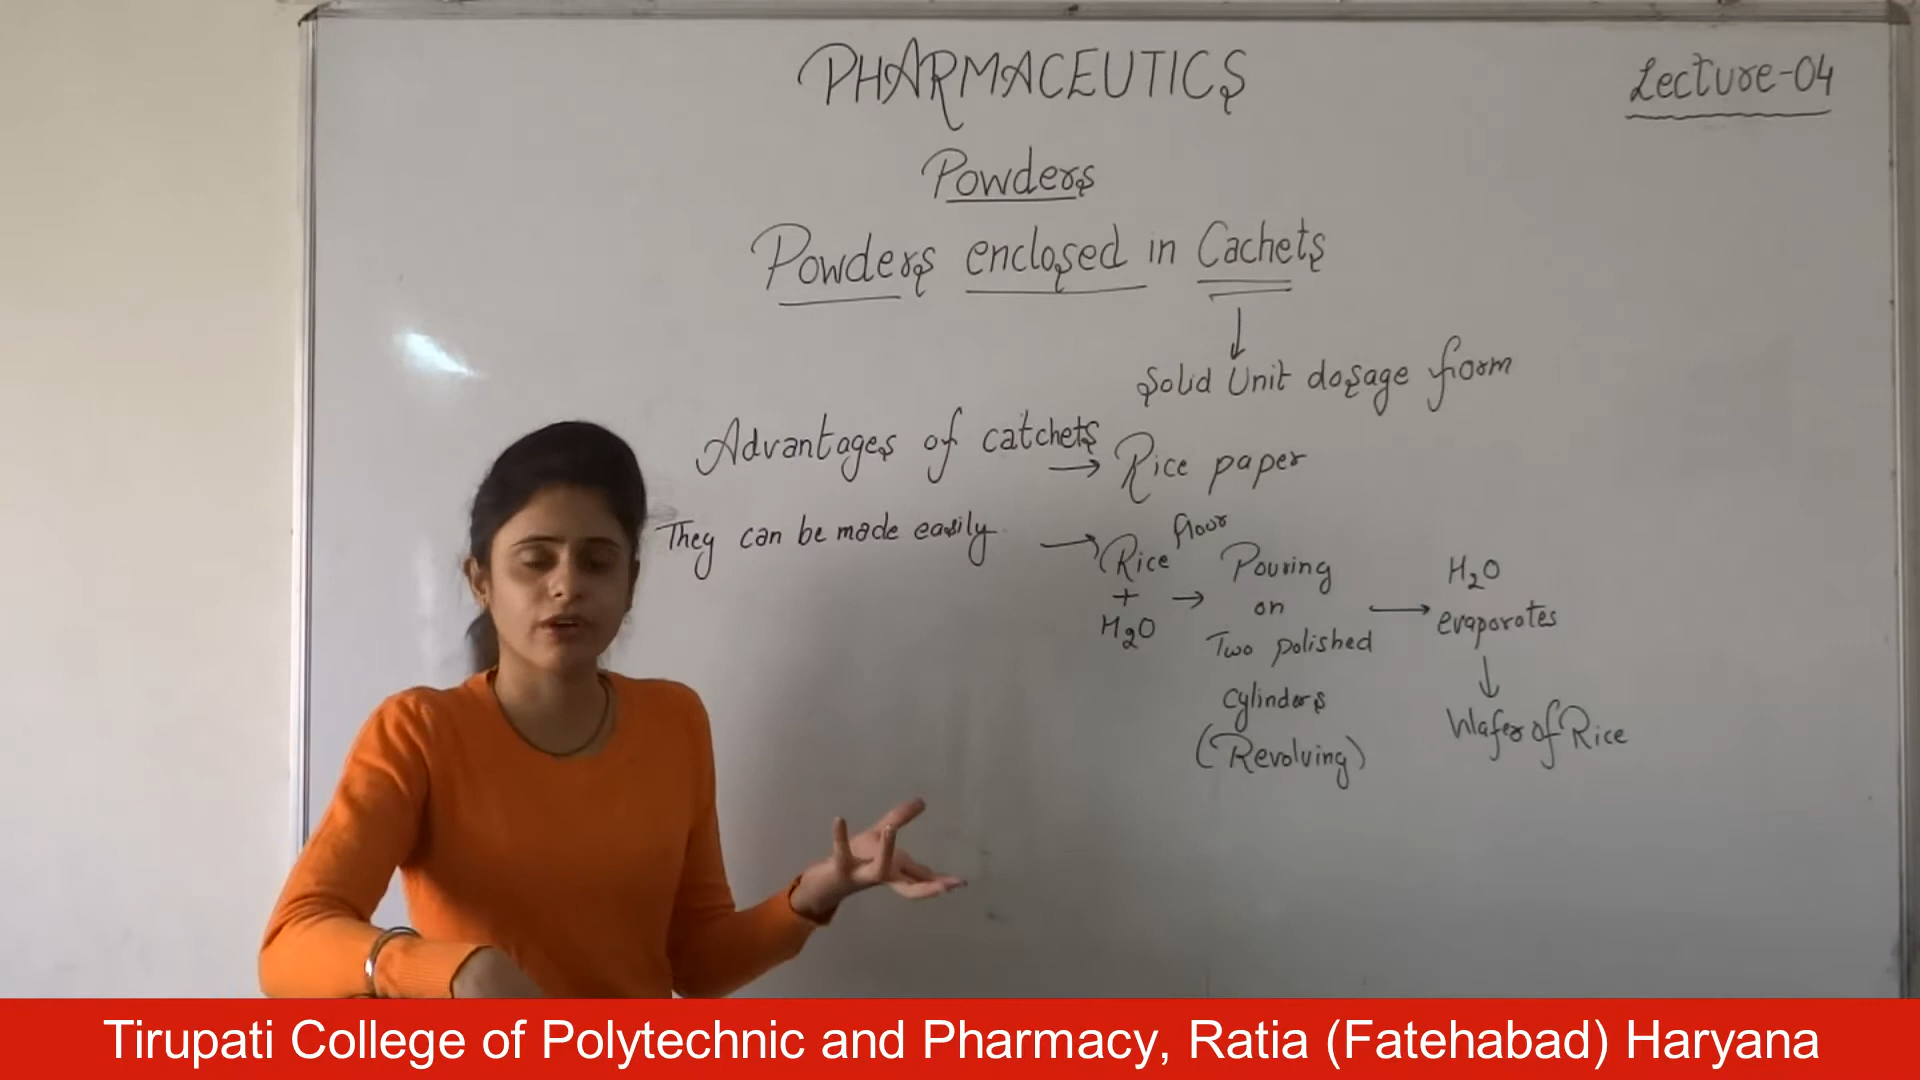 PHARMACEUTICS
Lecture-04
Powders
Powders enclosed in Cachets
↓
Solid Unit dosage form
Advantages of catchets
→ Rice paper
They can be made easily
→ Rice floor
+
H2O
→ Pouring
on
Two polished
cylinders
(Revolving)
→ H2O
evaporates
↓
Wafer of Rice
Tirupati College of Polytechnic and Pharmacy, Ratia (Fatehabad) Haryana